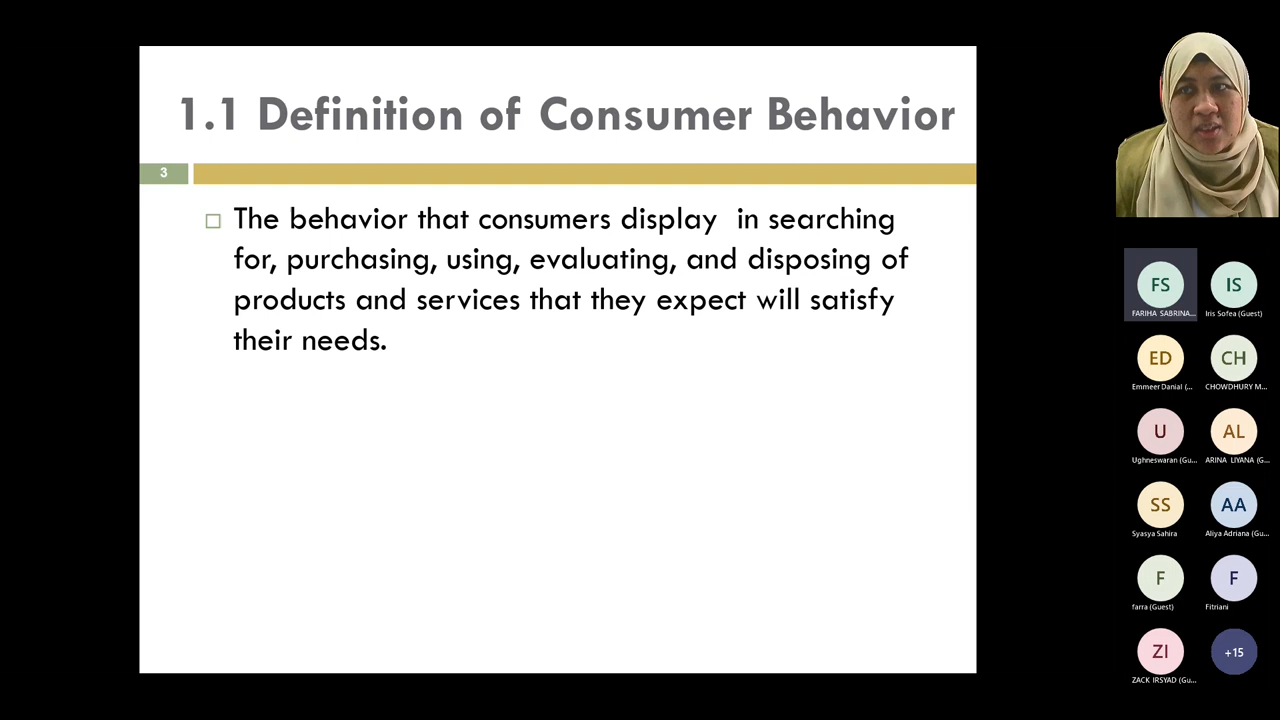 1.1 Definition of Consumer Behavior
3
The behavior that consumers display in searching
for, purchasing, using, evaluating, and disposing of
products and services that they expect will satisfy
their needs.
FS
IS
FARIHA SABRINA...
Iris Sofea (Guest)
ED
CH
Emmeer Danial (...
CHOWDHURY M...
U
AL
Ughneswaran (Gu...
ARINA LIYANA (G...
SS
AA
Syasya Sahira
Aliya Adriana (Gu...
F
F
farra (Guest)
Fitriani
ZI
+15
ZACK IRSYAD (Gu...